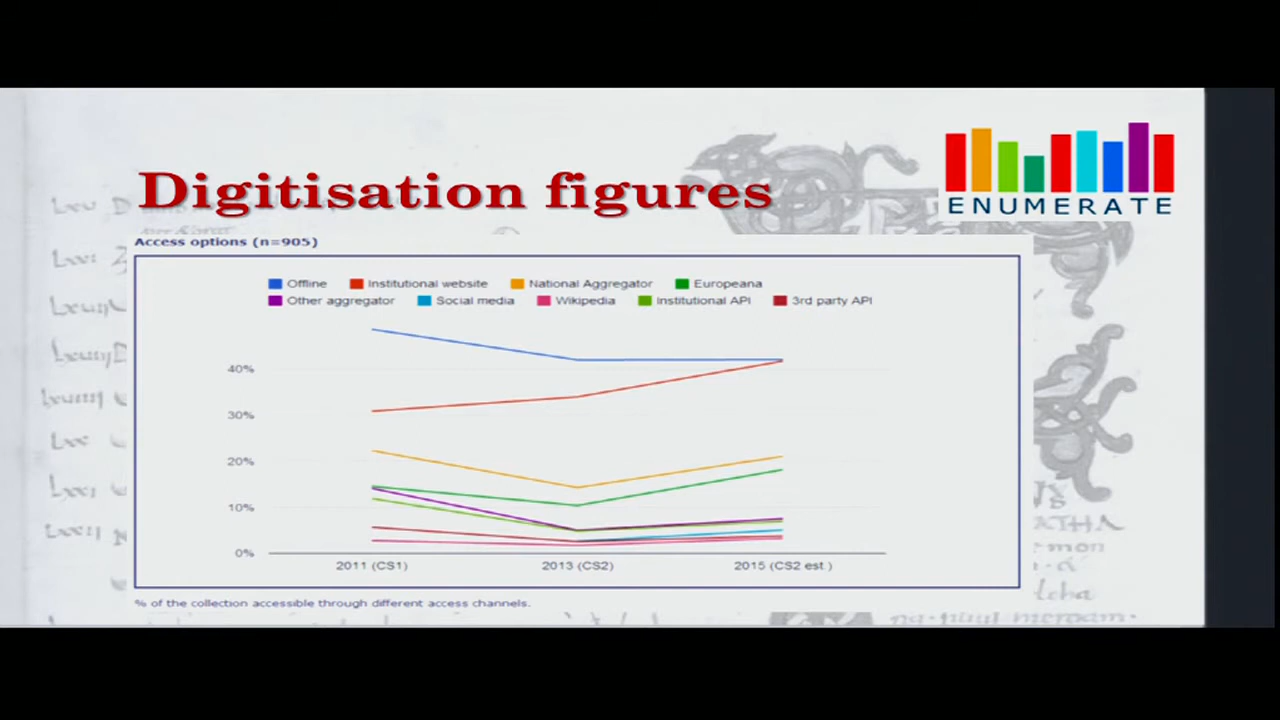 Digitisation figures
ENUMERATE
Access options (n=905)
Offline Institutional website National Aggregator Europeana
Other aggregator Social media Wikipedia Institutional API 3rd party API
40%
30%
20%
10%
0%
2011 (CS1) 2013 (CS2) 2015 (CS2 est.)
% of the collection accessible through different access channels.